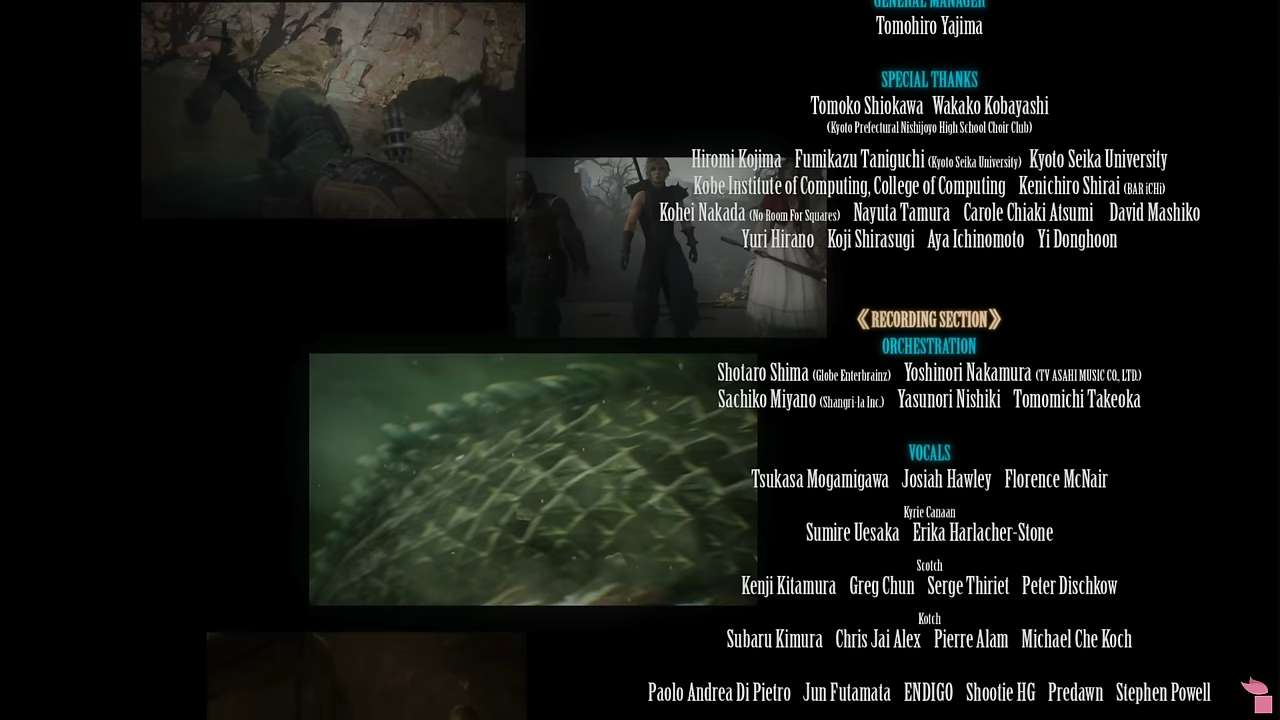 GENERAL MANAGER
Tomohiro Yajima
SPECIAL THANKS
Tomoko Shiokawa Wakako Kobayashi
(Kyoto Prefectural Nishijoyo High School Choir Club)
Hiromi Kojima Fumikazu Taniguchi (Kyoto Seika University) Kyoto Seika University
Kobe Institute of Computing, College of Computing Kenichiro Shirai (BAR iCHi)
Kohei Nakada (No Room For Squares) Nayuta Tamura Carole Chiaki Atsumi David Mashiko
Yuri Hirano Koji Shirasugi Aya Ichinomoto Yi Donghoon
《RECORDING SECTION》
ORCHESTRATION
Shotaro Shima (Globe Enterbrainz) Yoshinori Nakamura (TV ASAHI MUSIC CO., LTD.)
Sachiko Miyano (Shangri-la Inc.) Yasunori Nishiki Tomomichi Takeoka
VOCALS
Tsukasa Mogamigawa Josiah Hawley Florence McNair
Kyrie Canaan
Sumire Uesaka Erika Harlacher-Stone
Scotch
Kenji Kitamura Greg Chun Serge Thiriet Peter Dischkow
Kotch
Subaru Kimura Chris Jai Alex Pierre Alam Michael Che Koch
Paolo Andrea Di Pietro Jun Futamata ENDIGO Shootie HG Predawn Stephen Powell